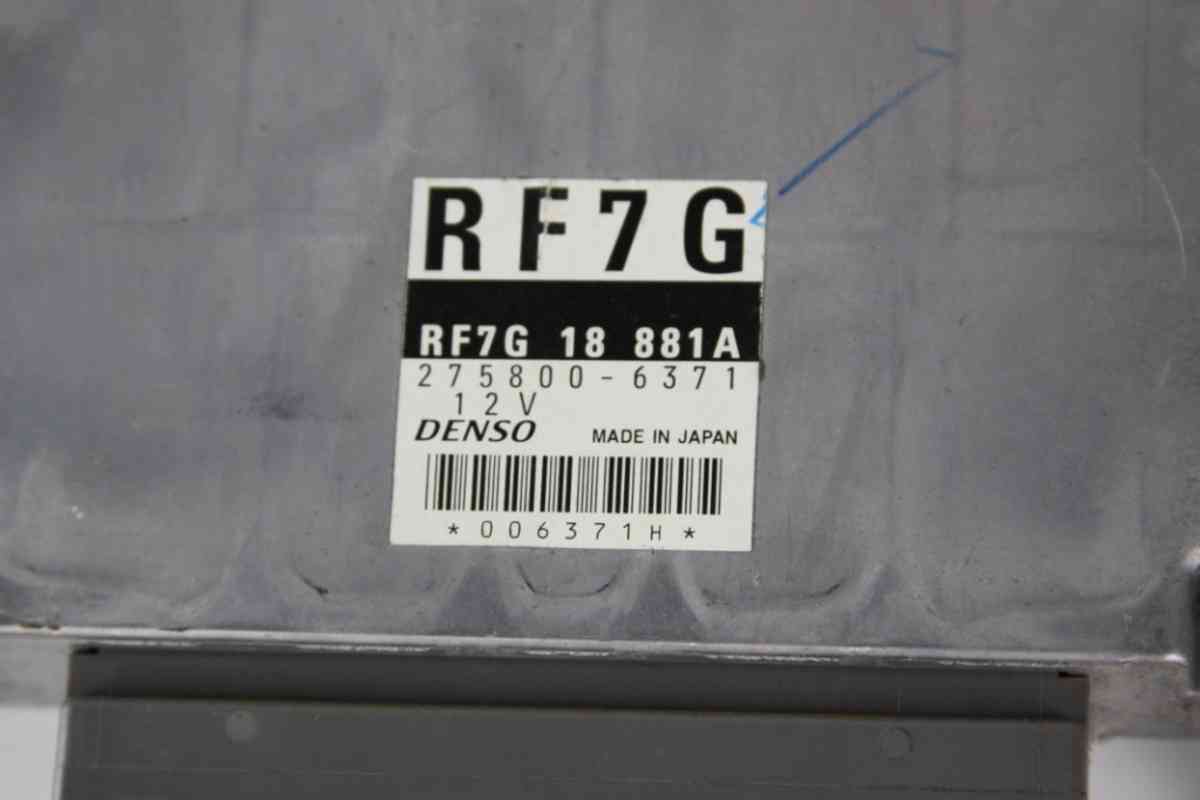 RF7G
RF7G 18 881A
275800-6371
12V
DENSO MADE IN JAPAN
*006371H*